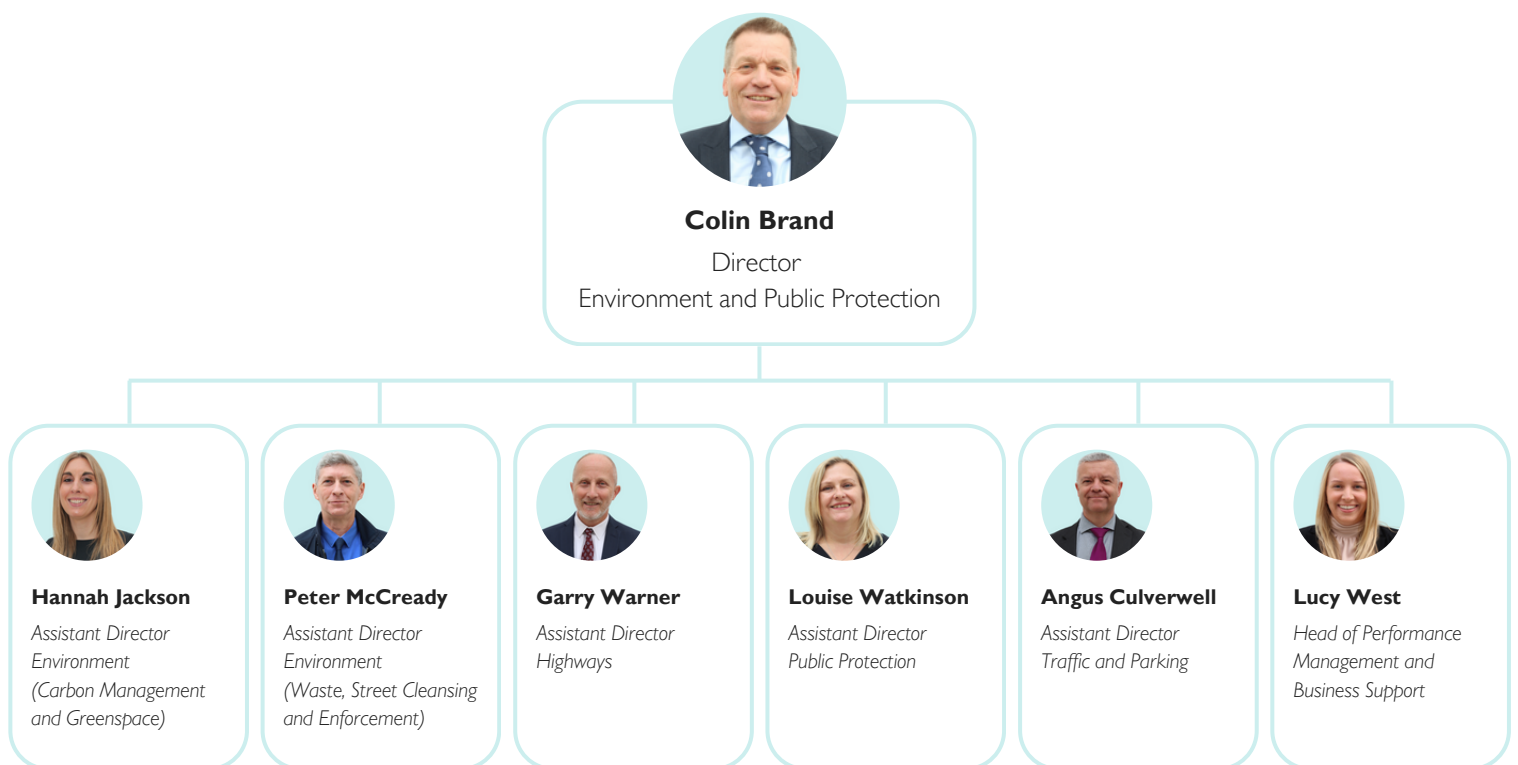 Colin Brand
Director
Environment and Public Protection
Hannah Jackson
Assistant Director
Environment
(Carbon Management
and Greenspace)
Peter McCready
Assistant Director
Environment
(Waste, Street Cleansing
and Enforcement)
Garry Warner
Assistant Director
Highways
Louise Watkinson
Assistant Director
Public Protection
Angus Culverwell
Assistant Director
Traffic and Parking
Lucy West
Head of Performance
Management and
Business Support